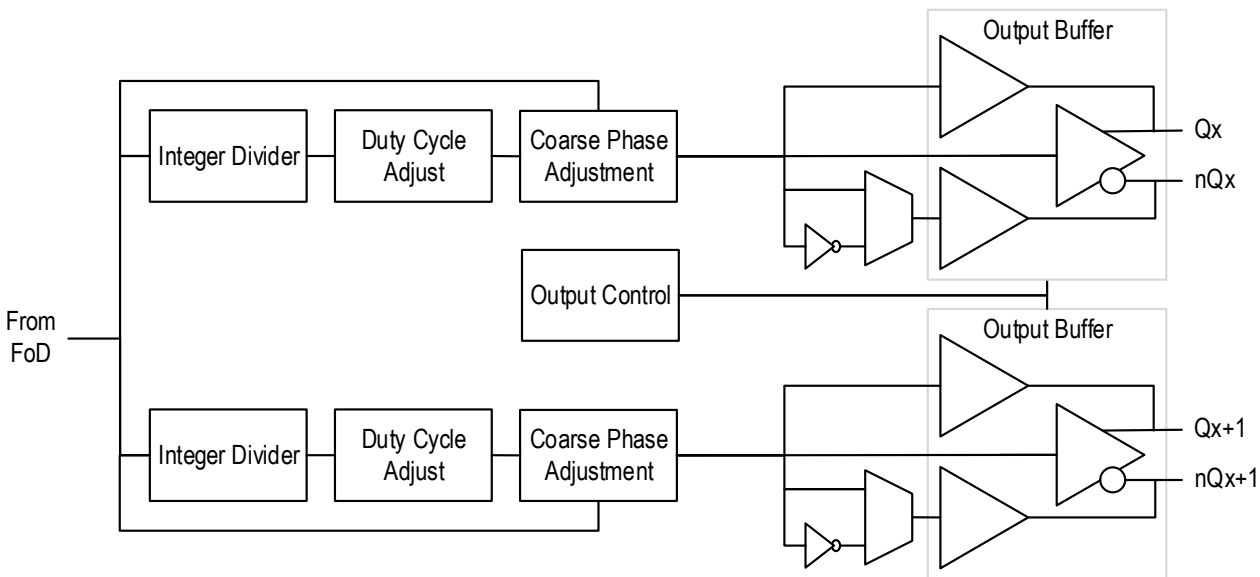 Output Buffer
Integer Divider
Duty Cycle
Adjust
Coarse Phase
Adjustment
Qx
nQx
Output Control
From
FoD
Output Buffer
Integer Divider
Duty Cycle
Adjust
Coarse Phase
Adjustment
Qx+1
nQx+1